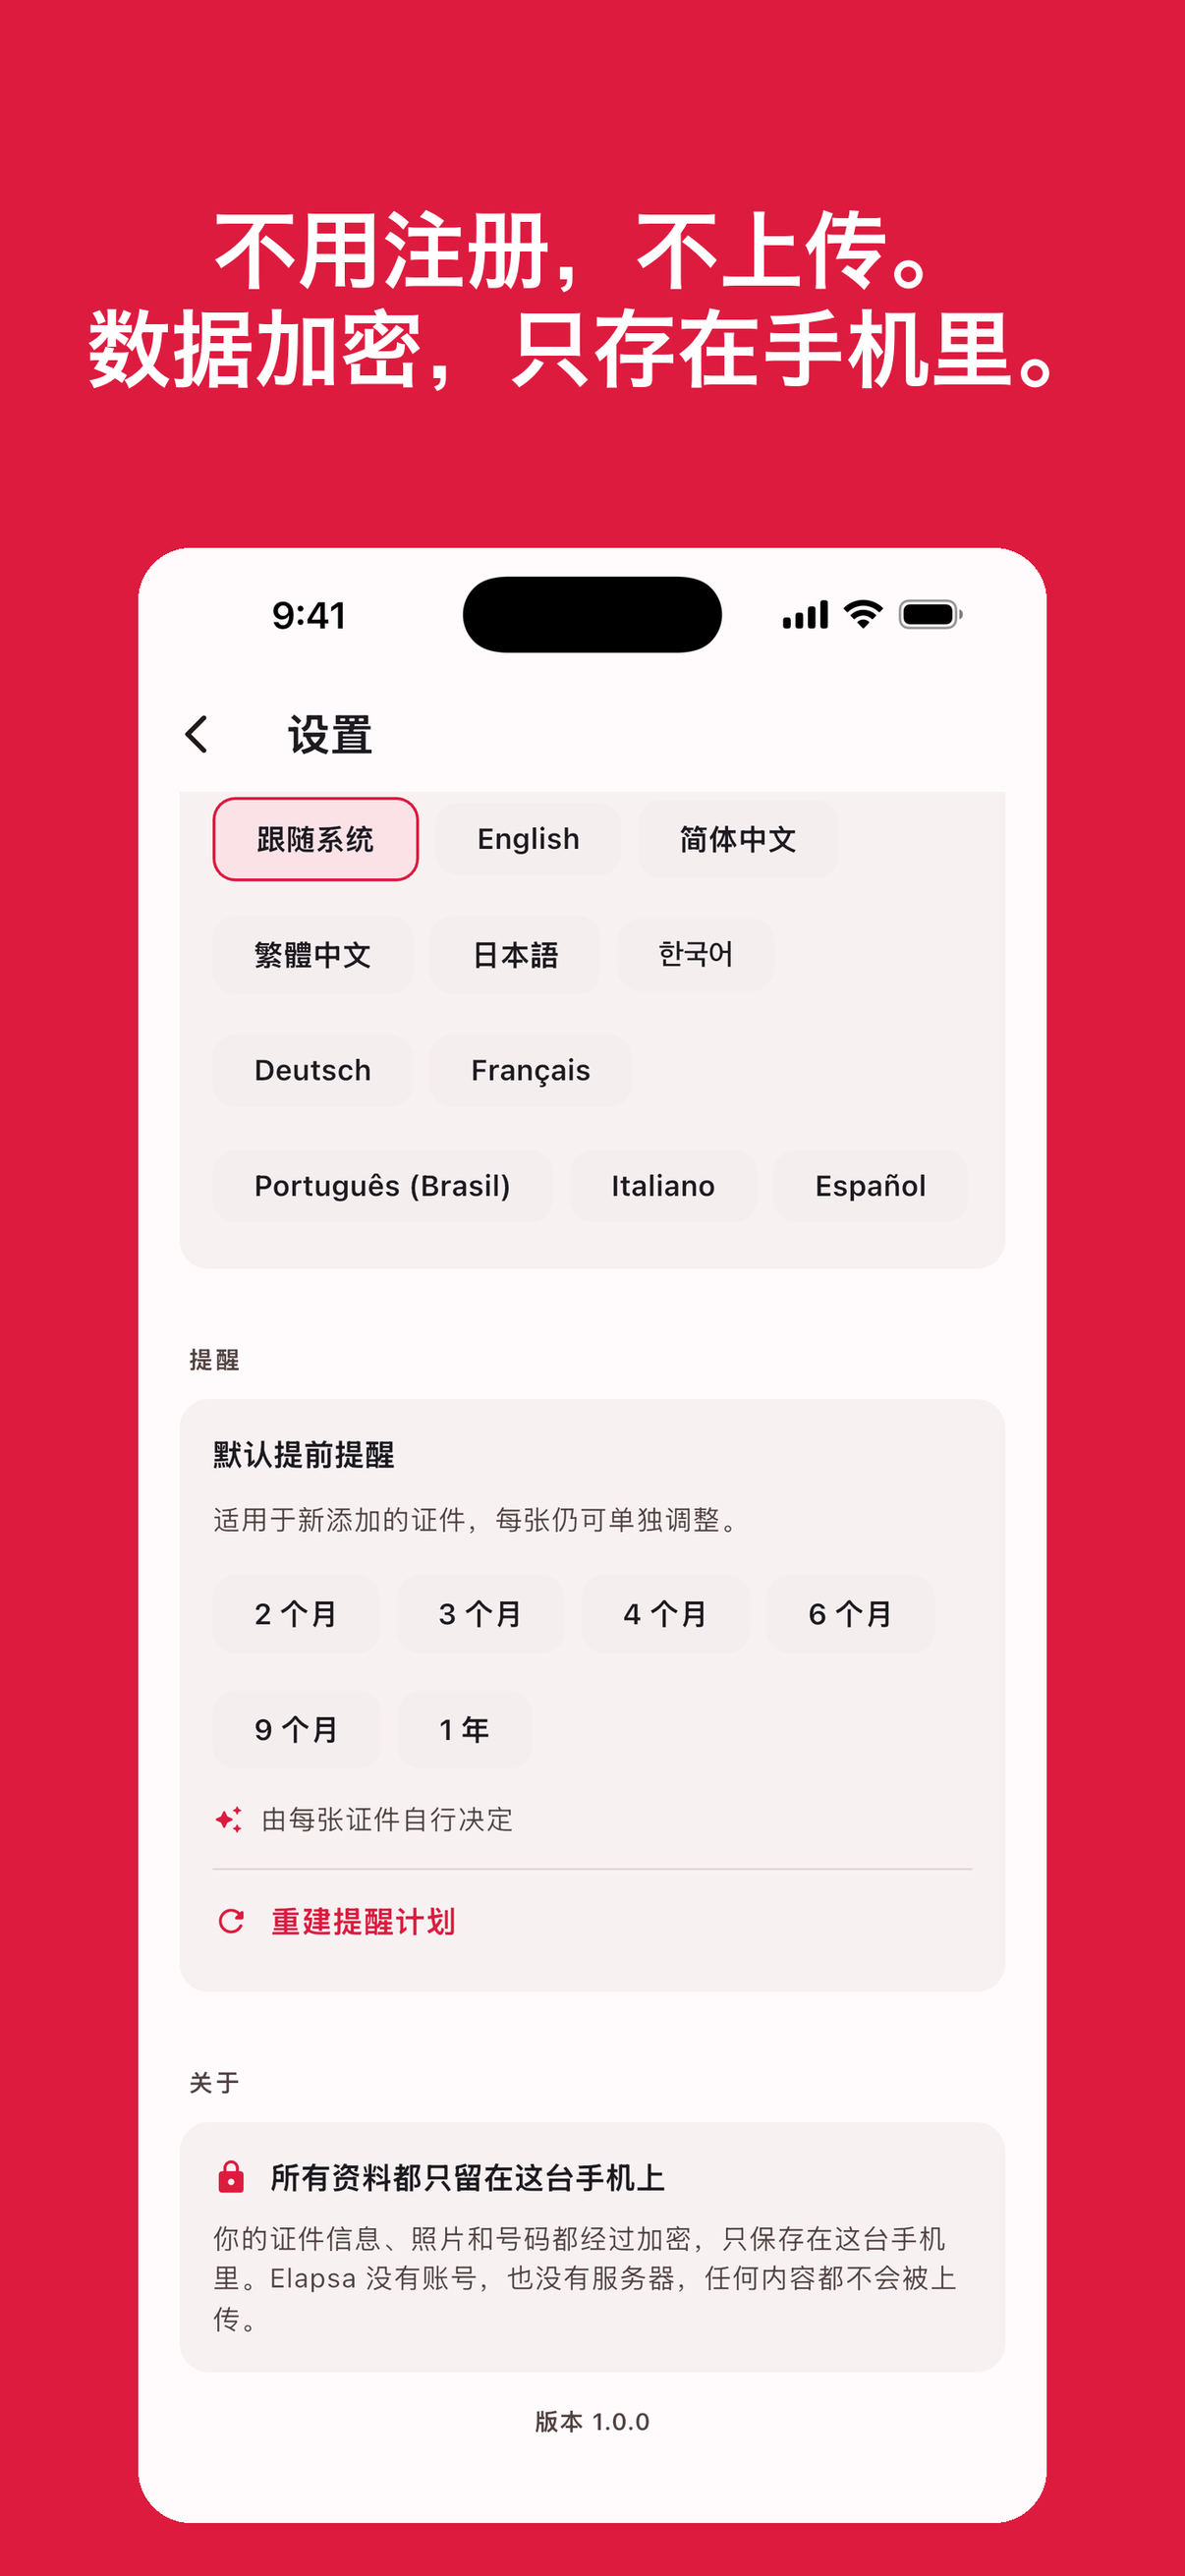 不用注册，不上传。
数据加密，只存在手机里。
9:41
设置
跟随系统 English 简体中文
繁體中文 日本語 한국어
Deutsch Français
Português (Brasil) Italiano Español
提醒
默认提前提醒
适用于新添加的证件，每张仍可单独调整。
2 个月 3 个月 4 个月 6 个月
9 个月 1 年
由每张证件自行决定
重建提醒计划
关于
所有资料都只留在这台手机上
你的证件信息、照片和号码都经过加密，只保存在这台手机
里。Elapsa 没有账号，也没有服务器，任何内容都不会被上
传。
版本 1.0.0